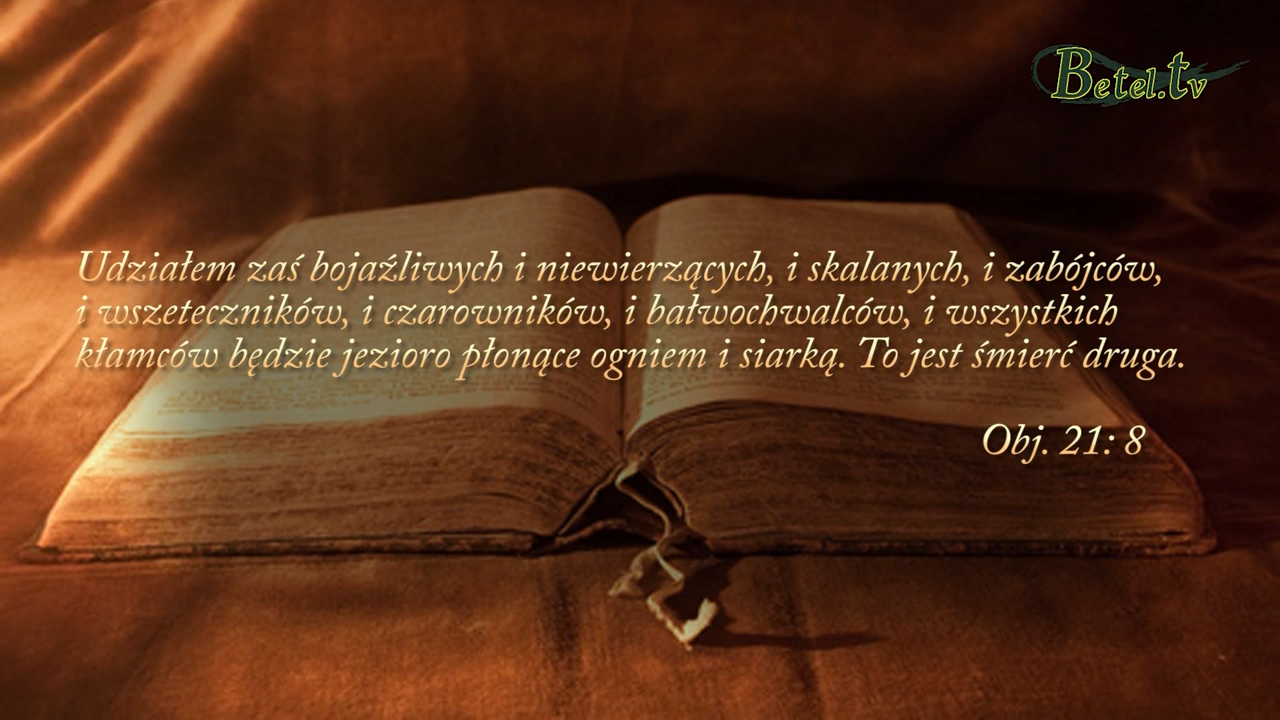 Betel.tv
Udziałem zaś bojaźliwych i niewierzących, i skalanych, i zabójców,
i wszeteczników, i czarowników, i bałwochwalców, i wszystkich
kłamców będzie jezioro płonące ogniem i siarką. To jest śmierć druga.
Obj. 21: 8